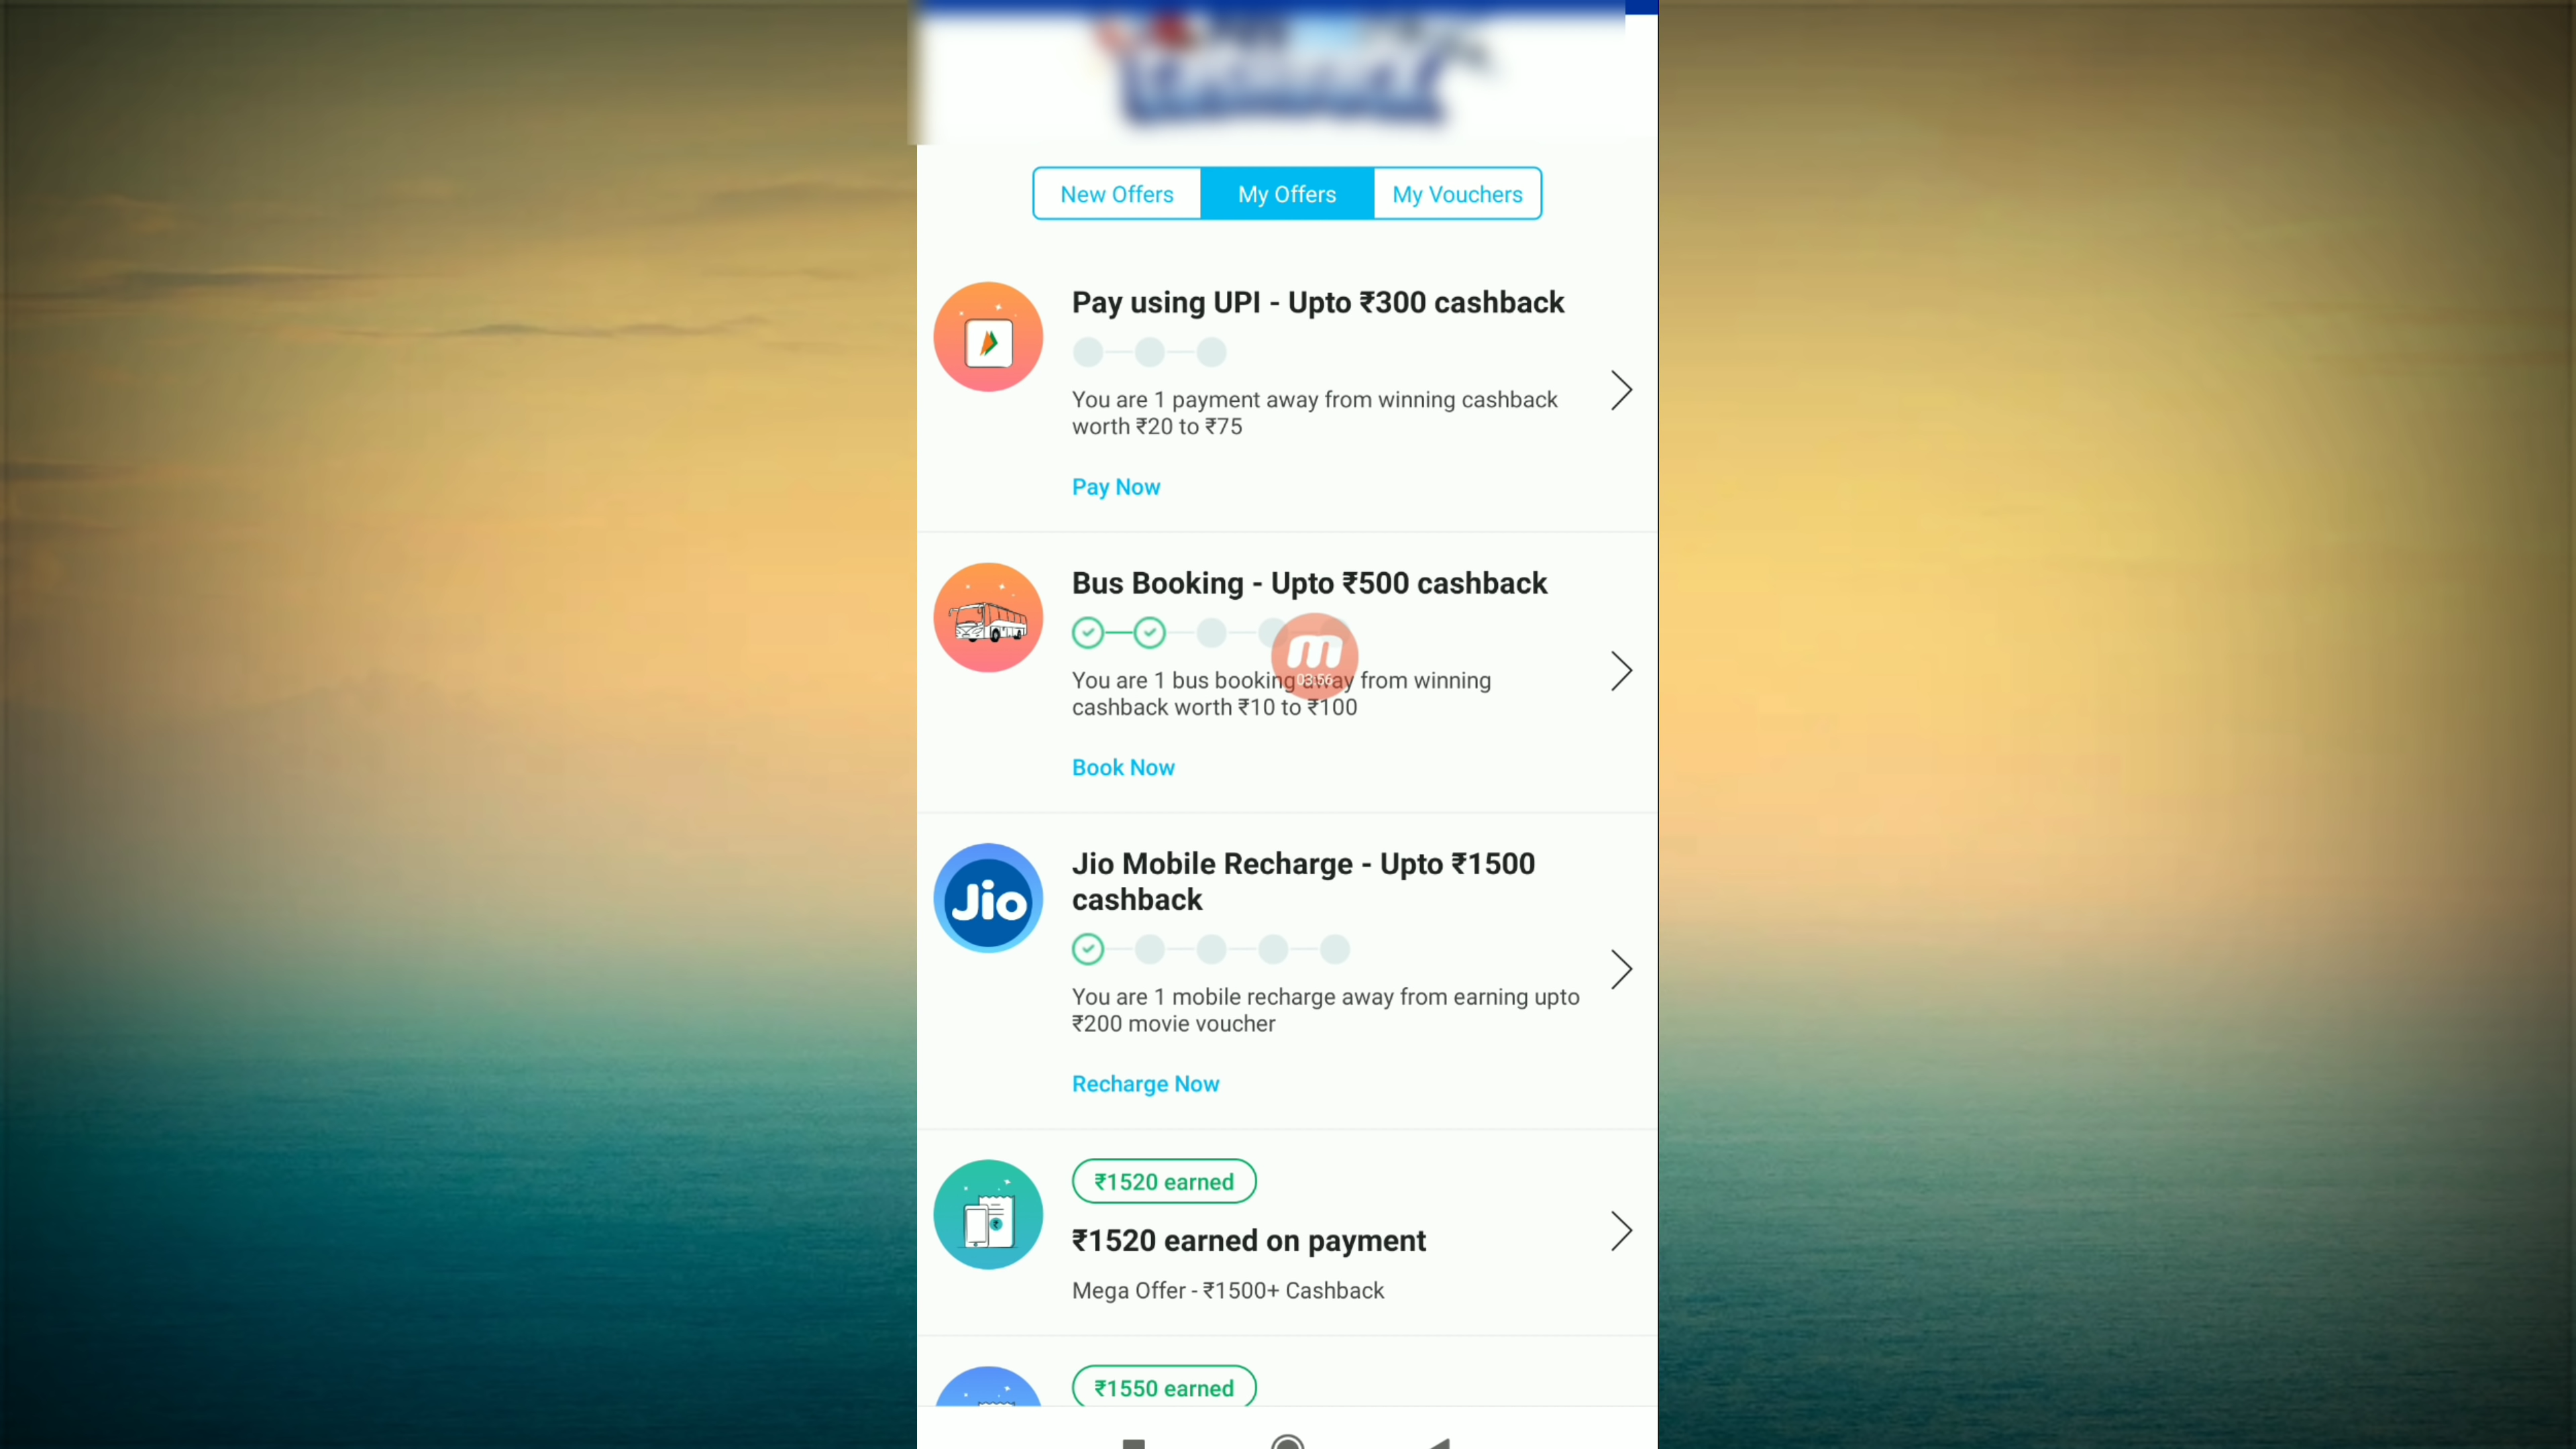 New Offers My Offers My Vouchers
Pay using UPI - Upto ₹300 cashback
You are 1 payment away from winning cashback
worth ₹20 to ₹75
Pay Now
Bus Booking - Upto ₹500 cashback
You are 1 bus booking away from winning
03:56
cashback worth ₹10 to ₹100
Book Now
Jio
Jio Mobile Recharge - Upto ₹1500
cashback
You are 1 mobile recharge away from earning upto
₹200 movie voucher
Recharge Now
₹1520 earned
₹1520 earned on payment
Mega Offer - ₹1500+ Cashback
₹1550 earned